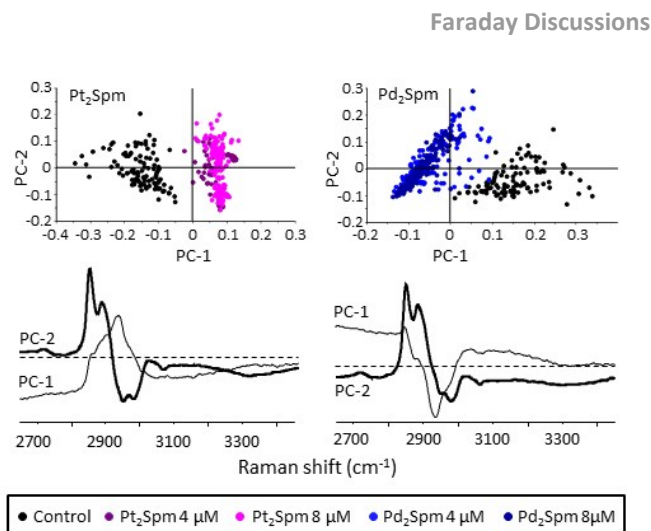 Faraday Discussions
Pt₂Spm
PC-2
0.3
0.2
0.1
0
-0.1
-0.2
-0.4 -0.3 -0.2 -0.1 0 0.1 0.2 0.3
PC-1
Pd₂Spm
PC-2
0.3
0.2
0.1
0
-0.1
-0.2
-0.2 -0.1 0 0.1 0.2 0.3
PC-1
PC-2
PC-1
2700 2900 3100 3300
PC-1
PC-2
2700 2900 3100 3300
Raman shift (cm⁻¹)
Control Pt₂Spm 4 μM Pt₂Spm 8 μM Pd₂Spm 4 μM Pd₂Spm 8μM